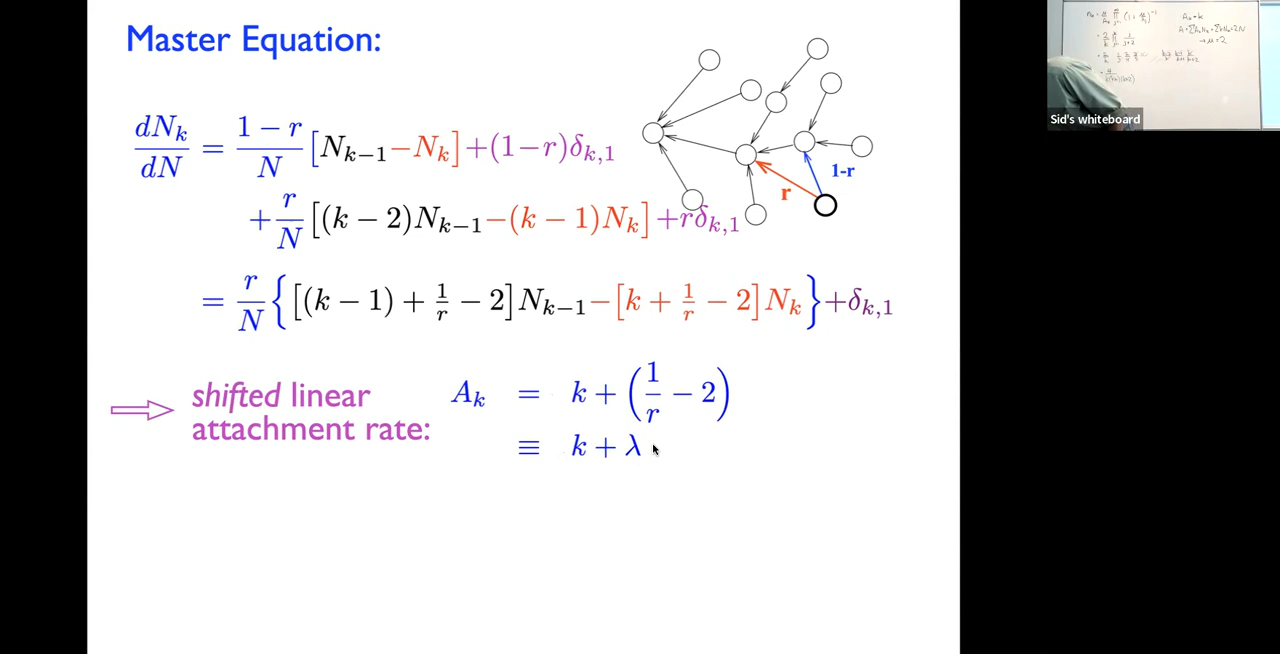 Master Equation:
dN_k/dN = (1 − r)/N [N_{k−1} − N_k] + (1−r)δ_{k,1}
+ r/N [(k − 2)N_{k−1} − (k − 1)N_k] + rδ_{k,1}
= r/N {[(k − 1) + 1/r − 2]N_{k−1} − [k + 1/r − 2]N_k} + δ_{k,1}
1-r
r
shifted linear
attachment rate:
A_k = k + (1/r − 2)
≡ k + λ
Sid's whiteboard